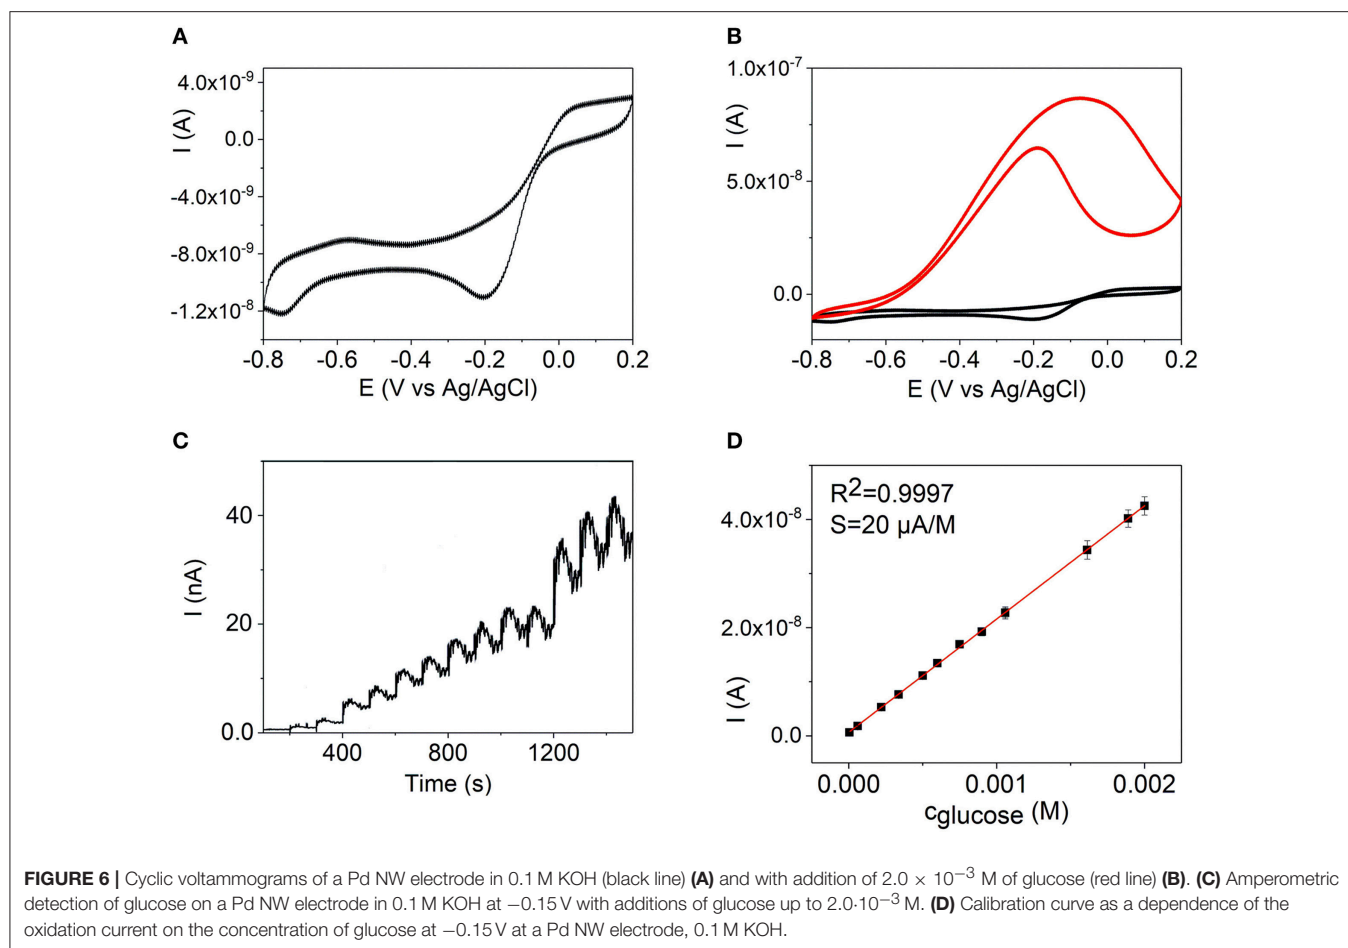 A
4.0x10⁻⁹
0.0
-4.0x10⁻⁹
-8.0x10⁻⁹
-1.2x10⁻⁸
I (A)
-0.8 -0.6 -0.4 -0.2 0.0 0.2
E (V vs Ag/AgCl)
B
1.0x10⁻⁷
5.0x10⁻⁸
0.0
I (A)
-0.8 -0.6 -0.4 -0.2 0.0 0.2
E (V vs Ag/AgCl)
C
40
20
0.0
I (nA)
400 800 1200
Time (s)
D
R²=0.9997
S=20 µA/M
4.0x10⁻⁸
2.0x10⁻⁸
0.0
I (A)
0.000 0.001 0.002
cglucose (M)
FIGURE 6 | Cyclic voltammograms of a Pd NW electrode in 0.1 M KOH (black line) (A) and with addition of 2.0 × 10⁻³ M of glucose (red line) (B). (C) Amperometric
detection of glucose on a Pd NW electrode in 0.1 M KOH at −0.15 V with additions of glucose up to 2.0·10⁻³ M. (D) Calibration curve as a dependence of the
oxidation current on the concentration of glucose at −0.15 V at a Pd NW electrode, 0.1 M KOH.